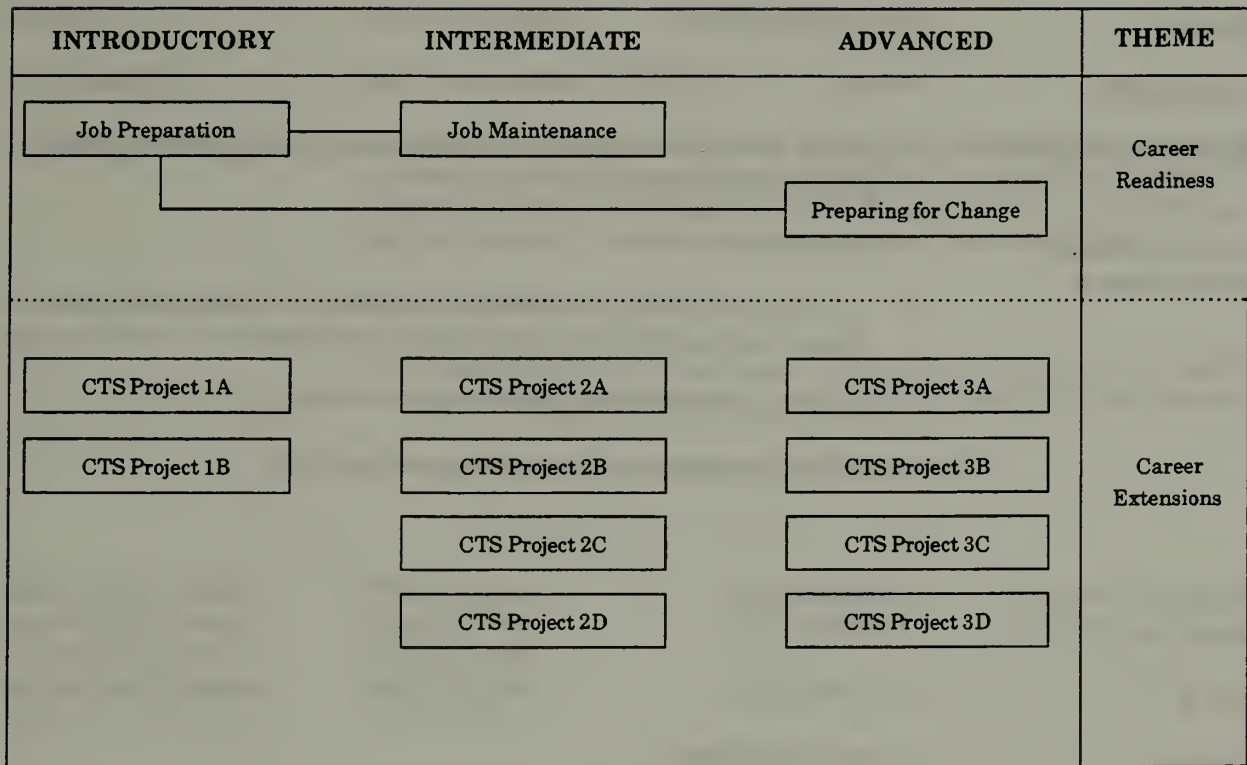 INTRODUCTORY INTERMEDIATE ADVANCED THEME
Job Preparation Job Maintenance
Career
Readiness
Preparing for Change
CTS Project 1A CTS Project 2A CTS Project 3A
CTS Project 1B CTS Project 2B CTS Project 3B
Career
Extensions
CTS Project 2C CTS Project 3C
CTS Project 2D CTS Project 3D